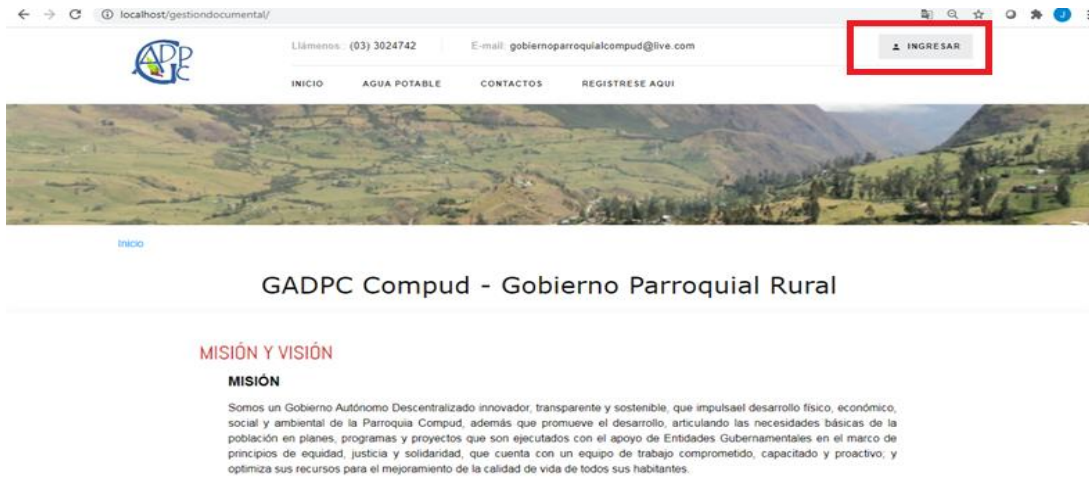 localhost/gestiondocumental/
Llámenos : (03) 3024742 E-mail: gobiernoparroquialcompud@live.com INGRESAR
INICIO AGUA POTABLE CONTACTOS REGISTRESE AQUI
Inicio
GADPC Compud - Gobierno Parroquial Rural
MISIÓN Y VISIÓN
MISIÓN
Somos un Gobierno Autónomo Descentralizado innovador, transparente y sostenible, que impulsael desarrollo físico, económico,
social y ambiental de la Parroquia Compud, además que promueve el desarrollo, articulando las necesidades básicas de la
población en planes, programas y proyectos que son ejecutados con el apoyo de Entidades Gubernamentales en el marco de
principios de equidad, justicia y solidaridad, que cuenta con un equipo de trabajo comprometido, capacitado y proactivo; y
optimiza sus recursos para el mejoramiento de la calidad de vida de todos sus habitantes.